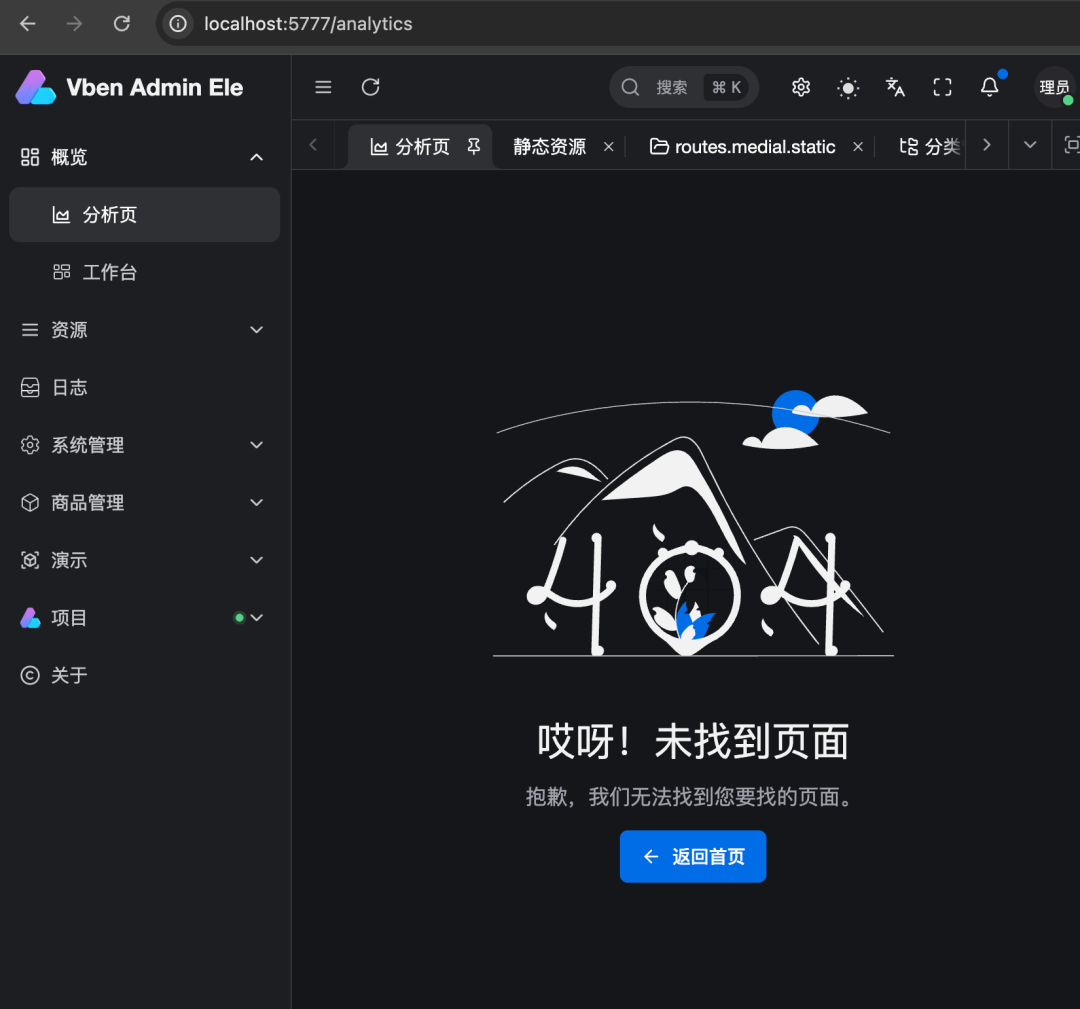 localhost:5777/analytics
Vben Admin Ele
搜索 ⌘ K
理员
分析页
静态资源
routes.medial.static
分类
概览
分析页
工作台
资源
日志
系统管理
商品管理
演示
项目
关于
404
哎呀！未找到页面
抱歉，我们无法找到您要找的页面。
返回首页